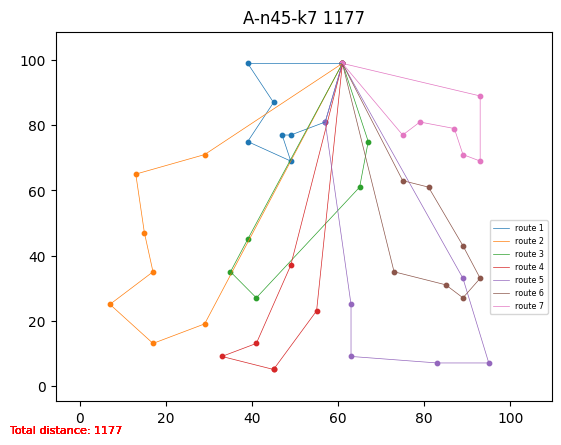 A-n45-k7 1177
100
80
60
40
20
0
route 1
route 2
route 3
route 4
route 5
route 6
route 7
0 20 40 60 80 100
Total distance: 1177